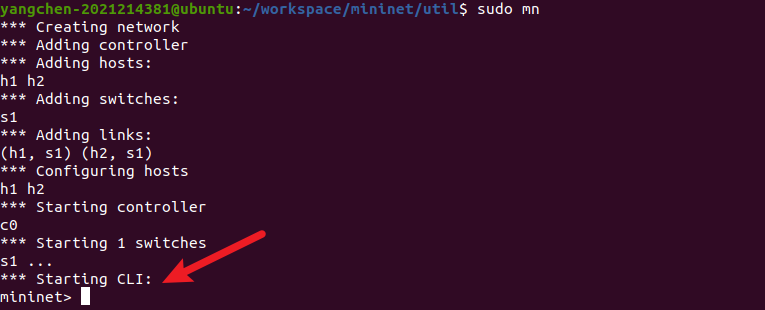 yangchen-2021214381@ubuntu:~/workspace/mininet/util$ sudo mn
*** Creating network
*** Adding controller
*** Adding hosts:
h1 h2
*** Adding switches:
s1
*** Adding links:
(h1, s1) (h2, s1)
*** Configuring hosts
h1 h2
*** Starting controller
c0
*** Starting 1 switches
s1 ...
*** Starting CLI:
mininet>